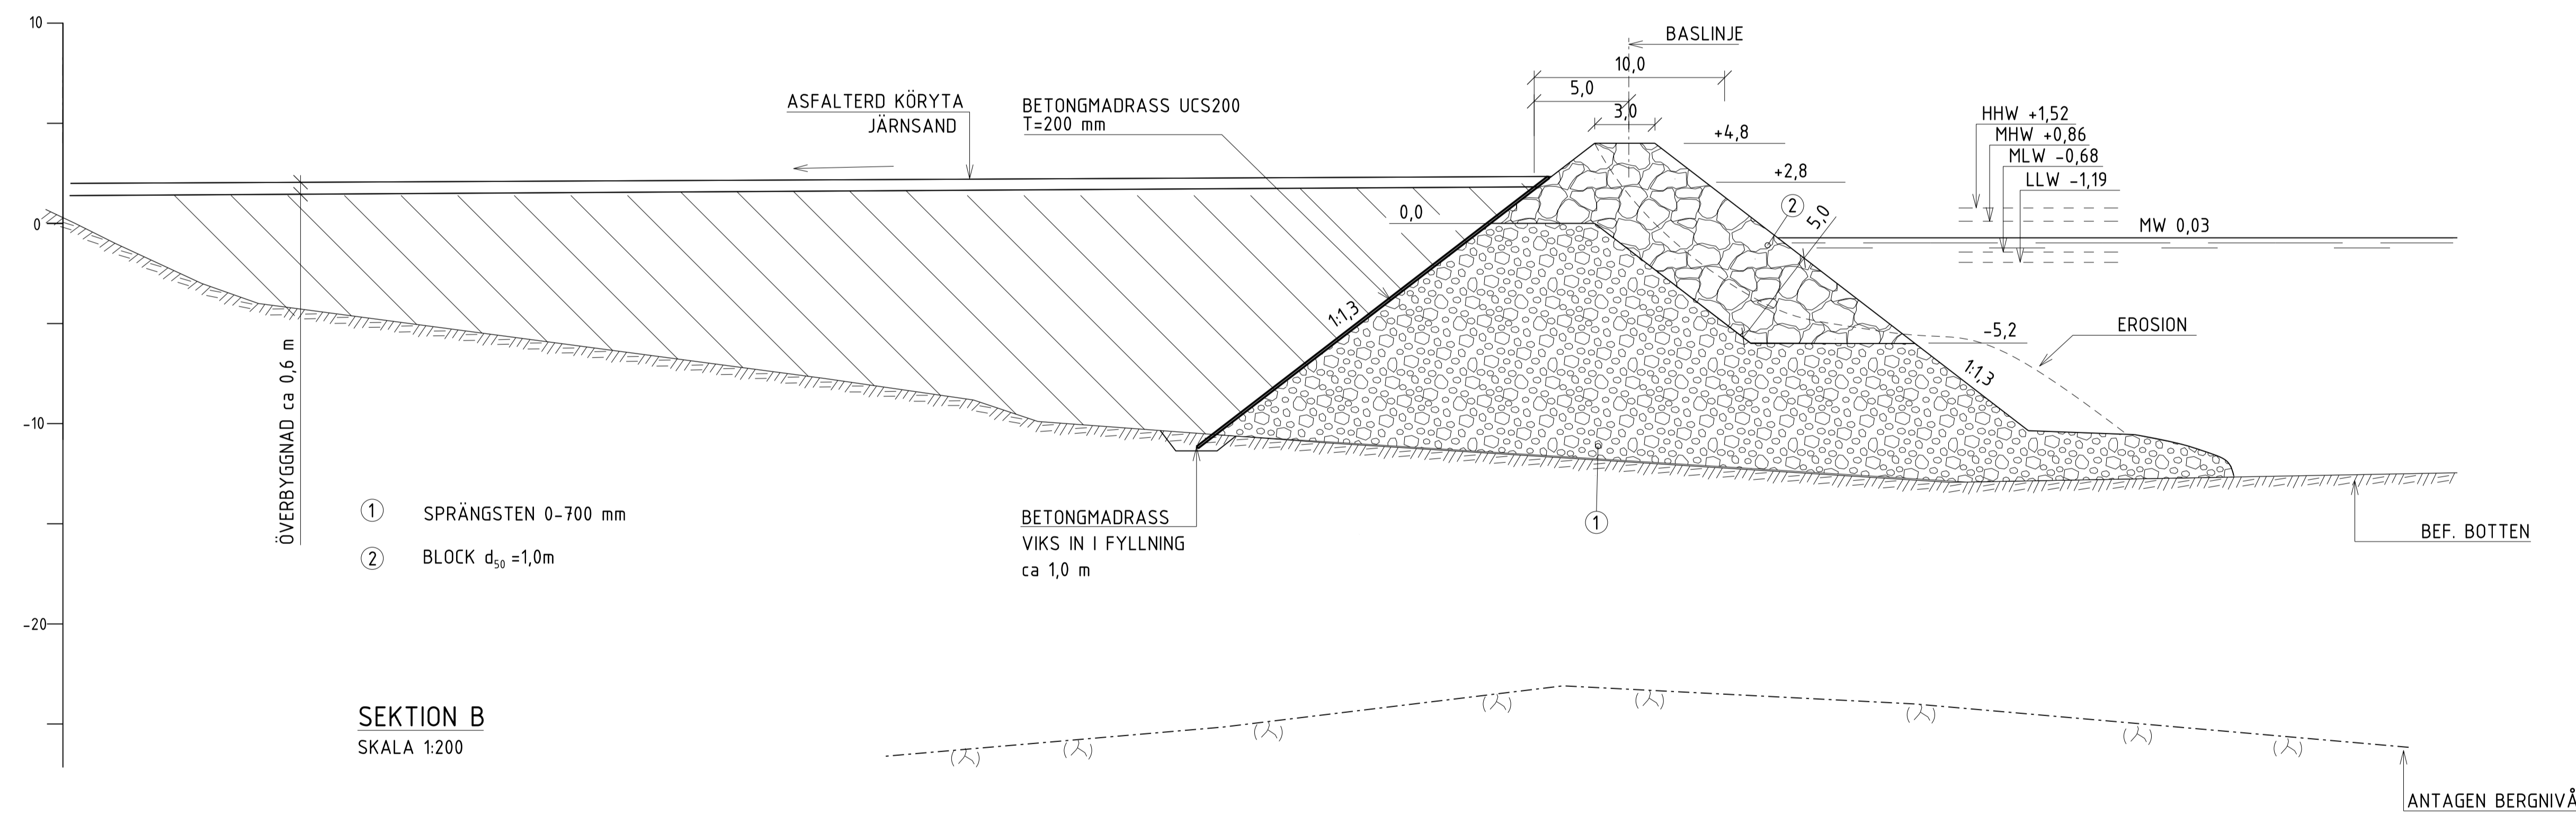 10
0
-10
-20
BASLINJE
10,0
5,0
3,0
+4,8
+2,8
ASFALTERD KÖRYTA
JÄRNSAND
BETONGMADRASS UCS200
T=200 mm
HHW +1,52
MHW +0,86
MLW -0,68
LLW -1,19
MW 0,03
0,0
2
5,0
1:1,3
-5,2
EROSION
1:1,3
ÖVERBYGGNAD ca 0,6 m
1 SPRÄNGSTEN 0-700 mm
2 BLOCK d50 =1,0m
BETONGMADRASS
VIKS IN I FYLLNING
ca 1,0 m
1
BEF. BOTTEN
SEKTION B
SKALA 1:200
ANTAGEN BERGNIVÅ